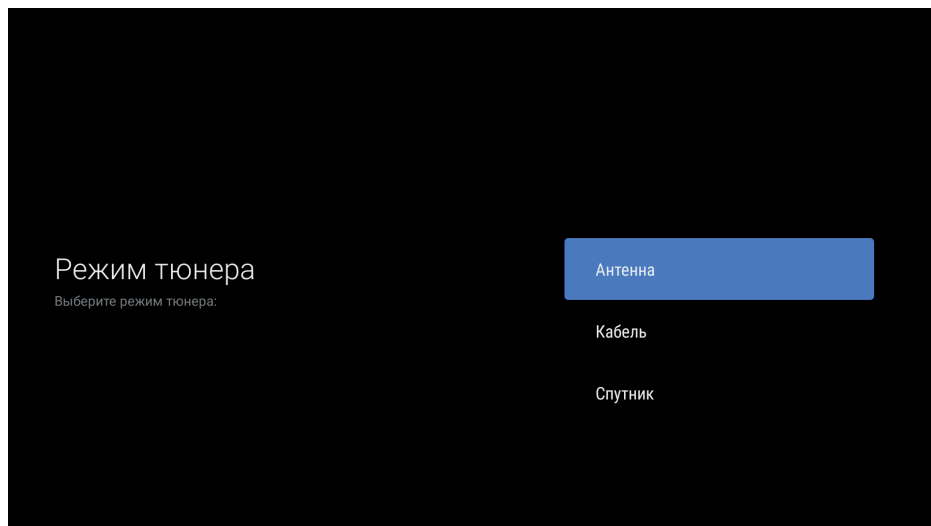 Режим тюнера
Выберите режим тюнера:
Антенна
Кабель
Спутник